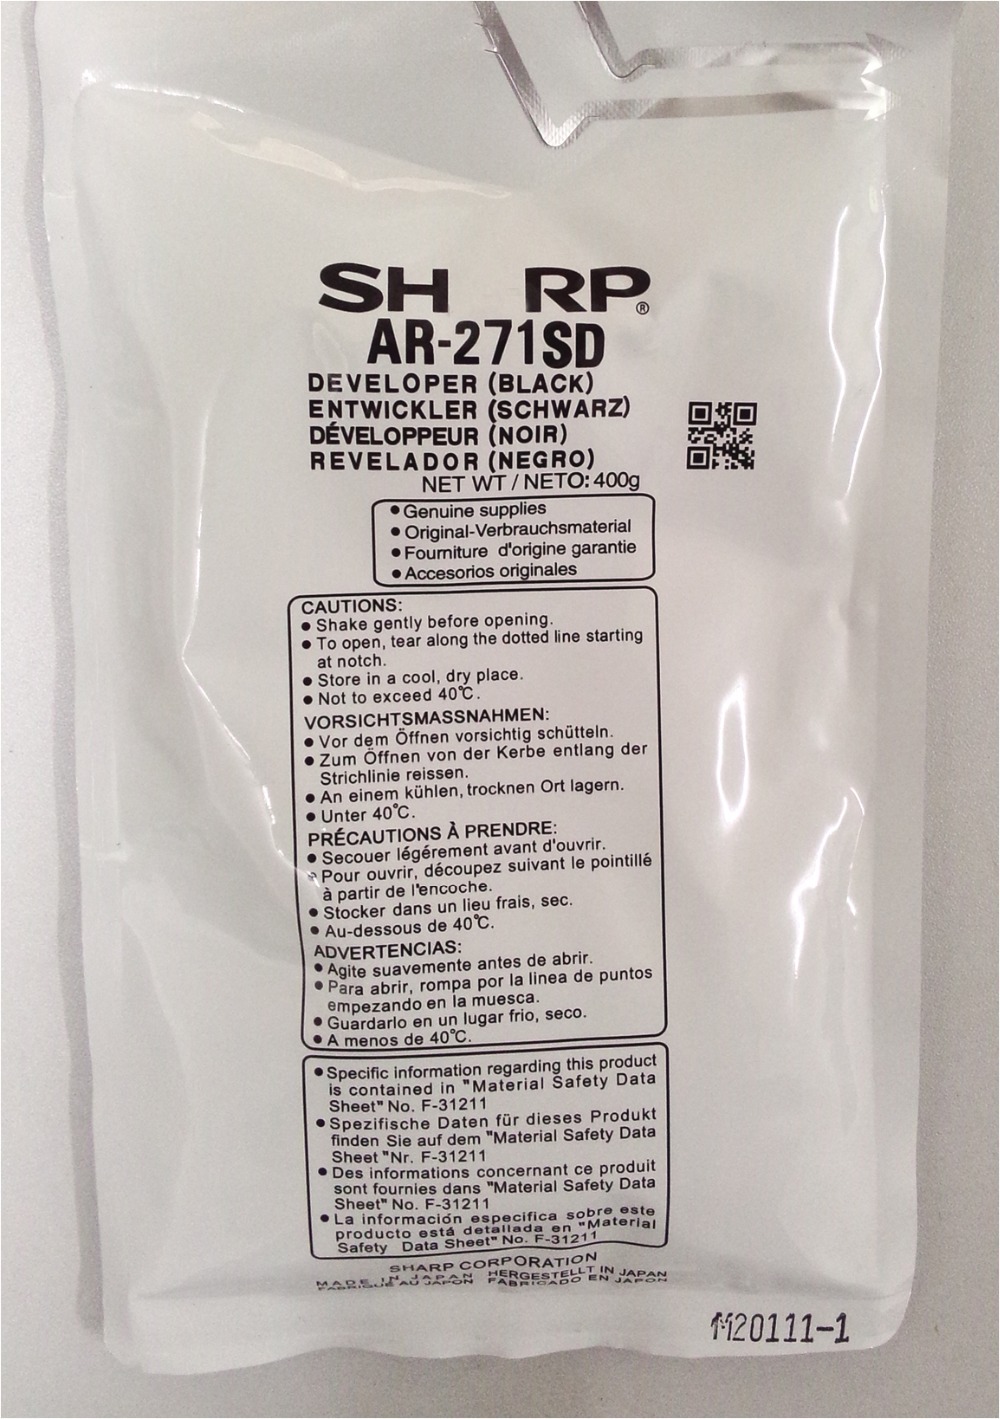 SH RP®
AR-271SD
DEVELOPER (BLACK)
ENTWICKLER (SCHWARZ)
DÉVELOPPEUR (NOIR)
REVELADOR (NEGRO)
NET WT / NETO: 400g
● Genuine supplies
● Original-Verbrauchsmaterial
● Fourniture d'origine garantie
● Accesorios originales
CAUTIONS:
● Shake gently before opening.
● To open, tear along the dotted line starting
at notch.
● Store in a cool, dry place.
● Not to exceed 40℃.
VORSICHTSMASSNAHMEN:
● Vor dem Öffnen vorsichtig schütteln.
● Zum Öffnen von der Kerbe entlang der
Strichlinie reissen.
● An einem kühlen, trocknen Ort lagern.
● Unter 40℃.
PRÉCAUTIONS À PRENDRE:
● Secouer légérement avant d'ouvrir.
● Pour ouvrir, découpez suivant le pointillé
à partir de l'encoche.
● Stocker dans un lieu frais, sec.
● Au-dessous de 40℃.
ADVERTENCIAS:
● Agite suavemente antes de abrir.
● Para abrir, rompa por la linea de puntos
empezando en la muesca.
● Guardarlo en un lugar frio, seco.
● A menos de 40℃.
● Specific information regarding this product
is contained in "Material Safety Data
Sheet" No. F-31211
● Spezifische Daten für dieses Produkt
finden Sie auf dem "Material Safety Data
Sheet "Nr. F-31211
● Des informations concernant ce produit
sont fournies dans "Material Safety Data
Sheet" No. F-31211
● La información especifica sobre este
producto está detallada en "Material
Safety Data Sheet" No. F-31211
SHARP CORPORATION
MADE IN JAPAN HERGESTELLT IN JAPAN
FABRIQUÉ AU JAPON FABRICADO EN JAPON
M20111-1